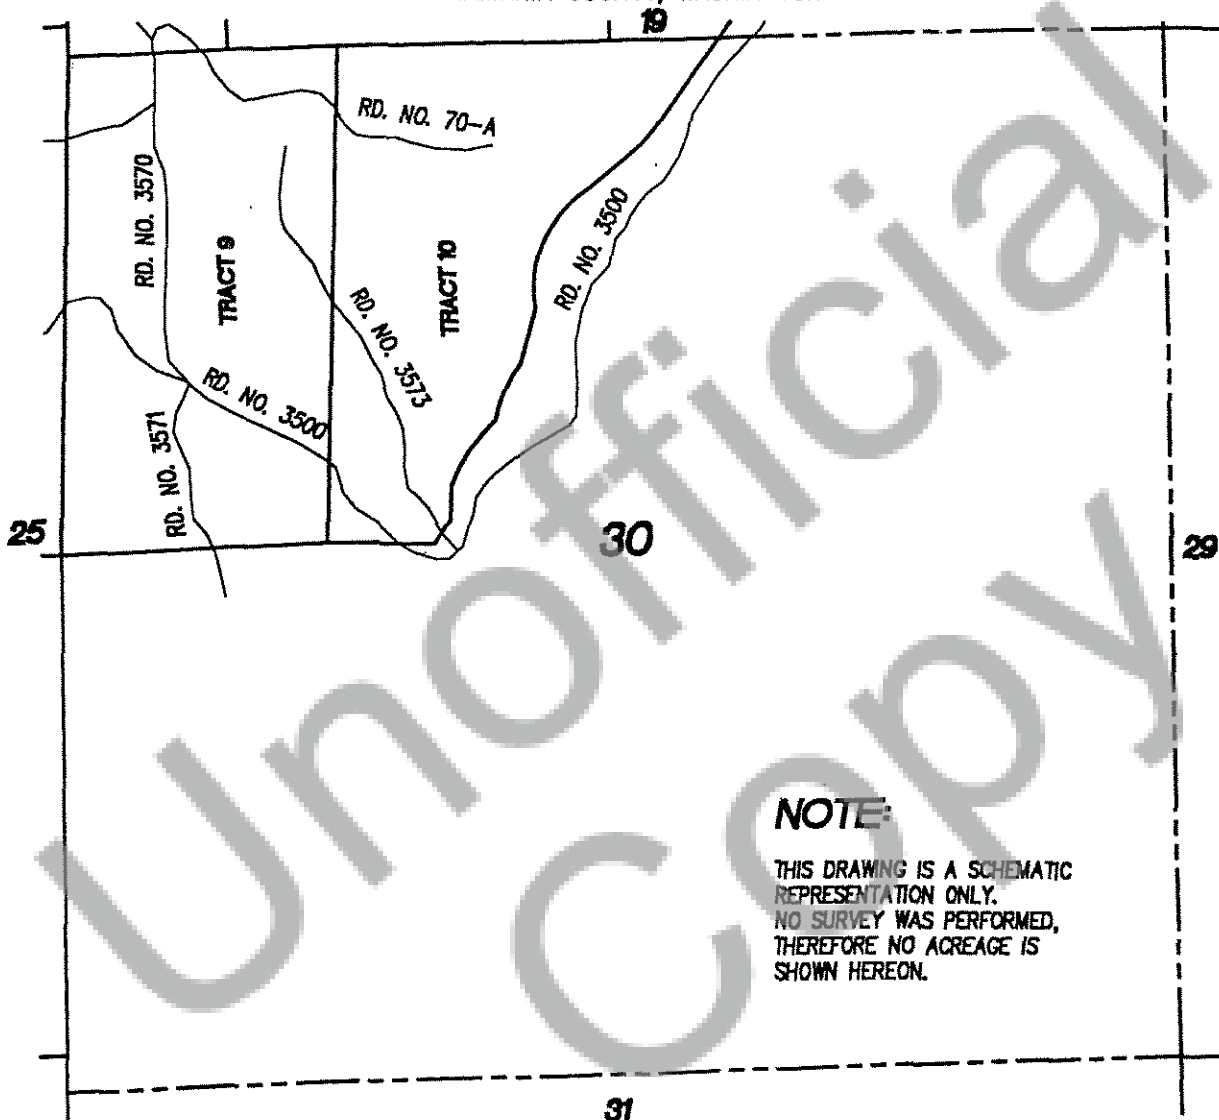 19
RD. NO. 70-A
RD. NO. 3570
TRACT 9
TRACT 10
RD. NO. 3500
RD. NO. 3573
RD. NO. 3500
RD. NO. 3571
25
30
29
NOTE:
THIS DRAWING IS A SCHEMATIC
REPRESENTATION ONLY.
NO SURVEY WAS PERFORMED,
THEREFORE NO ACREAGE IS
SHOWN HEREON.
31
Unofficial
Copy